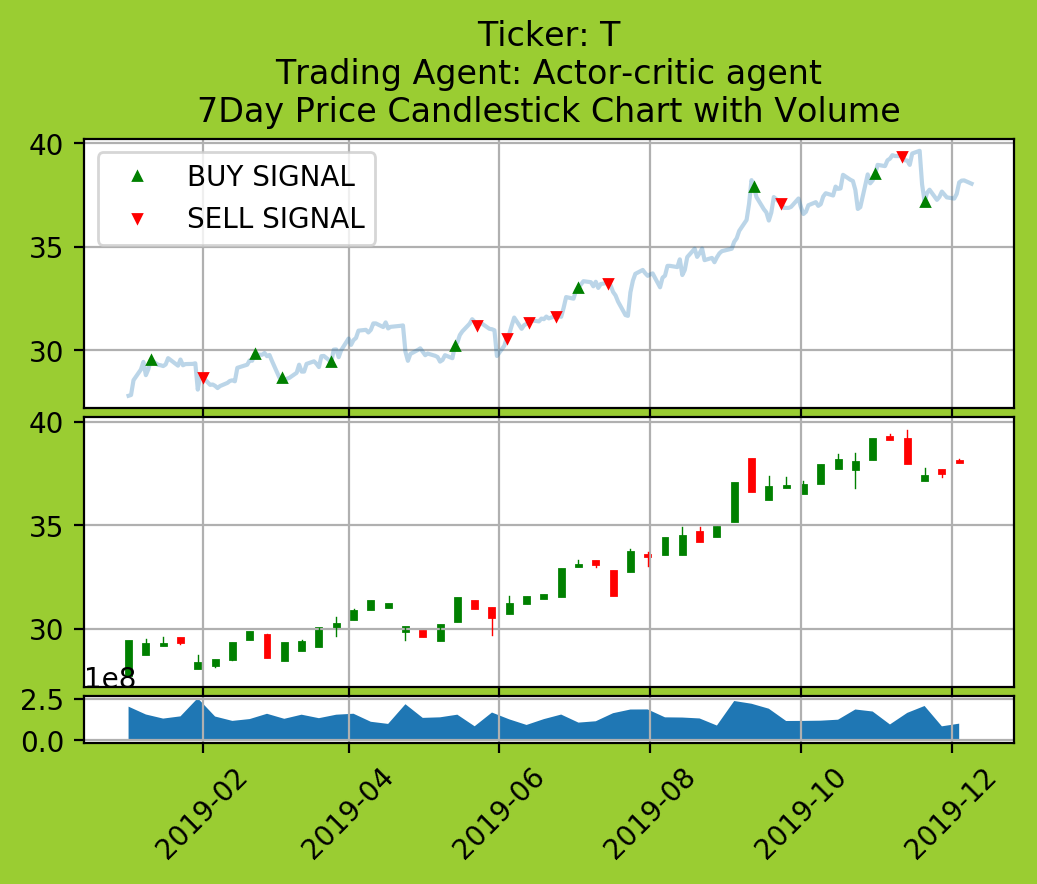 Ticker: T
Trading Agent: Actor-critic agent
7Day Price Candlestick Chart with Volume
40
35
30
BUY SIGNAL
SELL SIGNAL
40
35
30
1e8
2.5
0.0
2019-02
2019-04
2019-06
2019-08
2019-10
2019-12